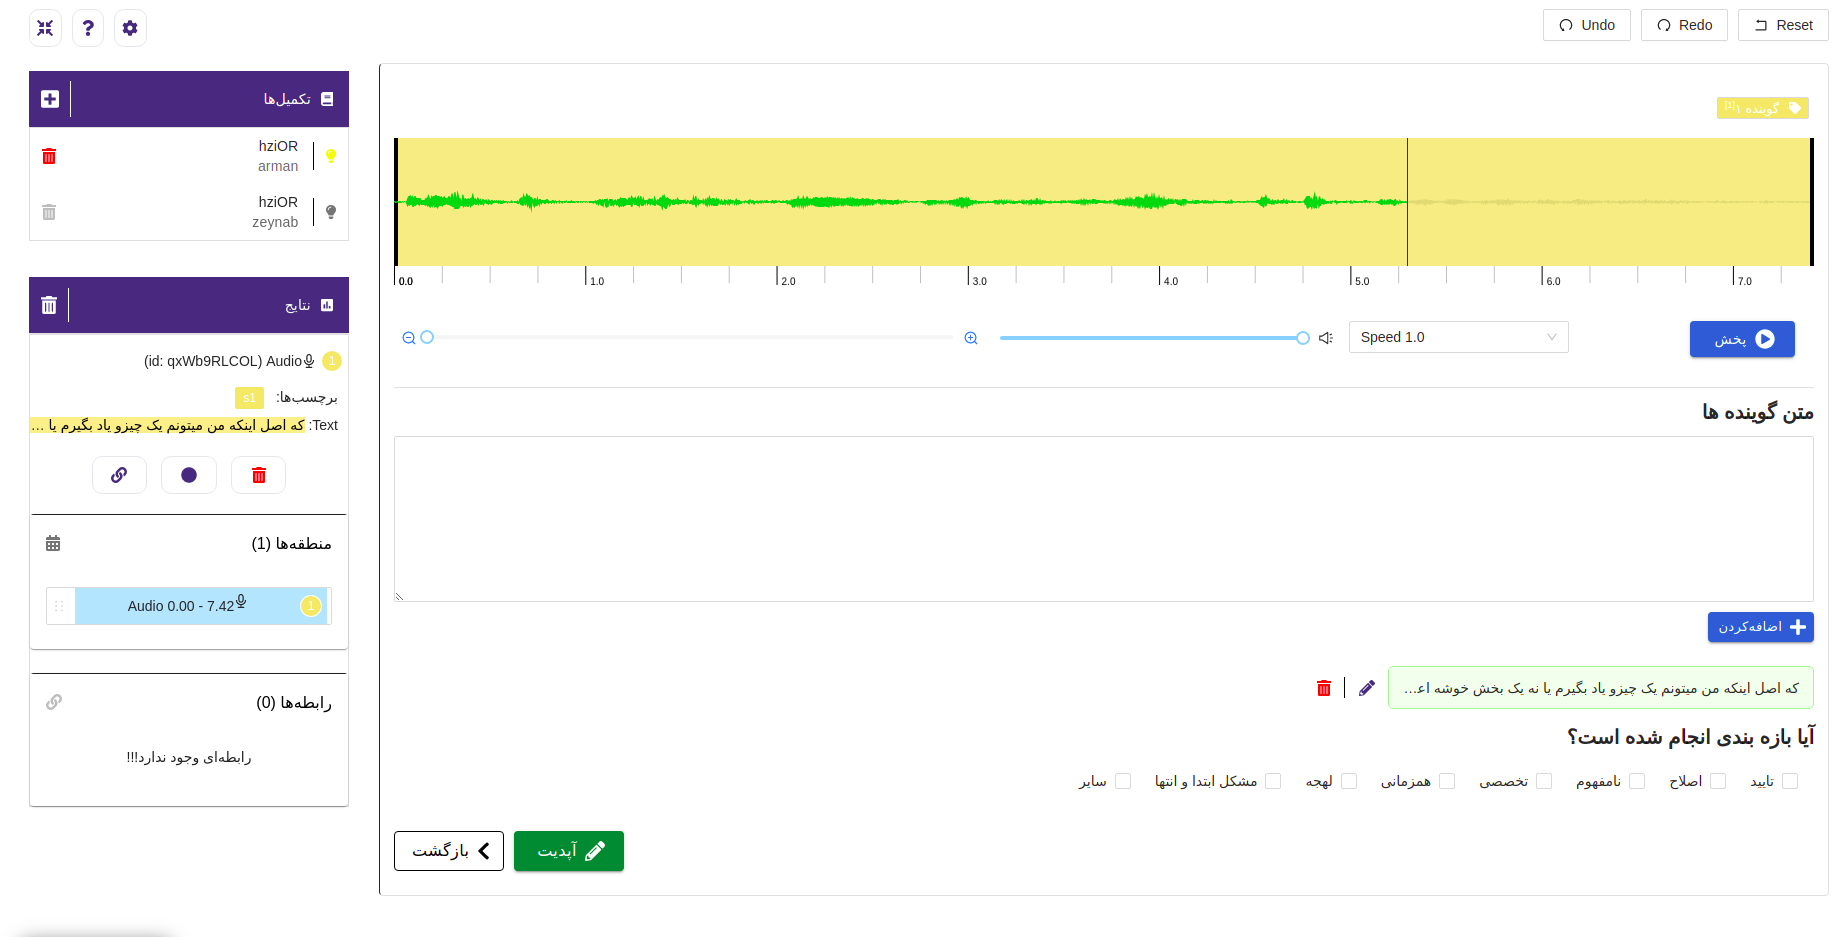 Undo
Redo
Reset
تکمیل‌ها
hziOR
arman
hziOR
zeynab
نتایج
1
Audio (id: qxWb9RLCOL)
برچسب‌ها:
s1
Text: که اصل اینکه من میتونم یک چیزو یاد بگیرم یا ...
منطقه‌ها (1)
1
Audio 0.00 - 7.42
رابطه‌ها (0)
رابطه‌ای وجود ندارد!!!
گوینده ۱[1]
0.0 1.0 2.0 3.0 4.0 5.0 6.0 7.0
Speed 1.0
پخش
متن گوینده ها
اضافه‌کردن
که اصل اینکه من میتونم یک چیزو یاد بگیرم یا نه یک بخش خوشه اعـ...
آیا بازه بندی انجام شده است؟
تایید
اصلاح
نامفهوم
تخصصی
همزمانی
لهجه
مشکل ابتدا و انتها
سایر
آپدیت
بازگشت